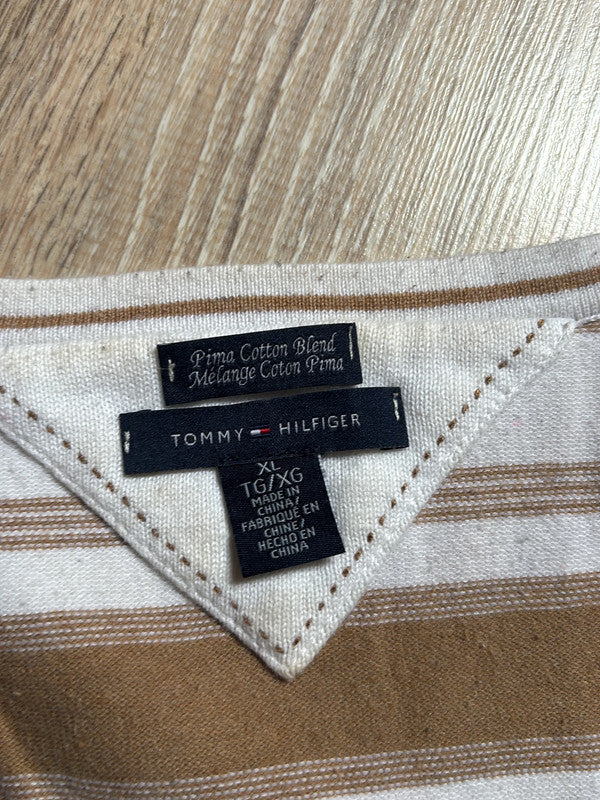 Pima Cotton Blend
Mélange Coton Pima
TOMMY HILFIGER
XL
TG/XG
MADE IN
CHINA/
FABRIQUÉ EN
CHINE/
HECHO EN
CHINA